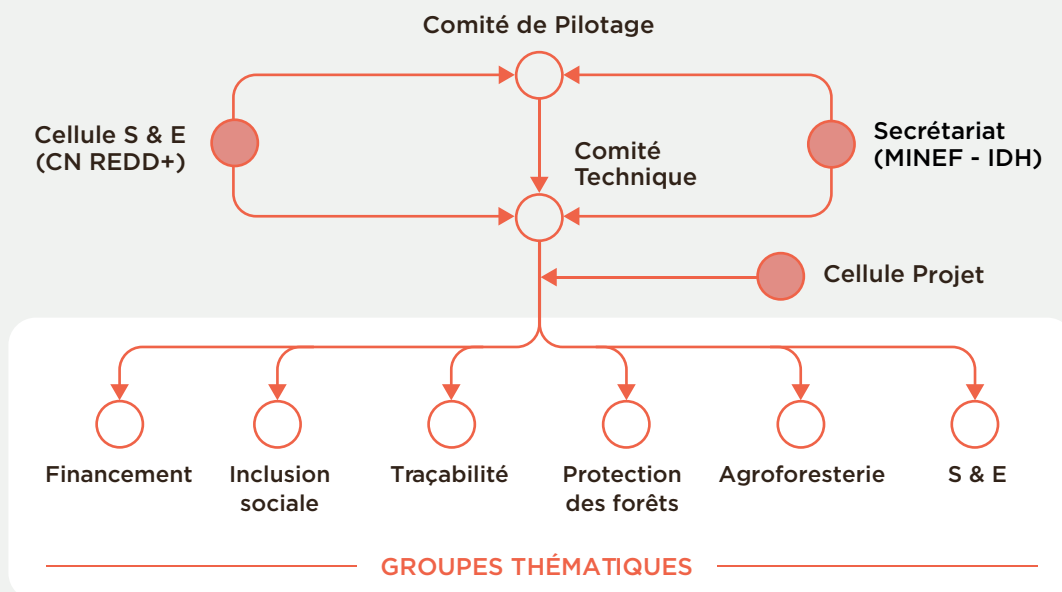 Comité de Pilotage
Cellule S & E
(CN REDD+)
Secrétariat
(MINEF - IDH)
Comité
Technique
Cellule Projet
Financement
Inclusion
sociale
Traçabilité
Protection
des forêts
Agroforesterie
S & E
GROUPES THÉMATIQUES